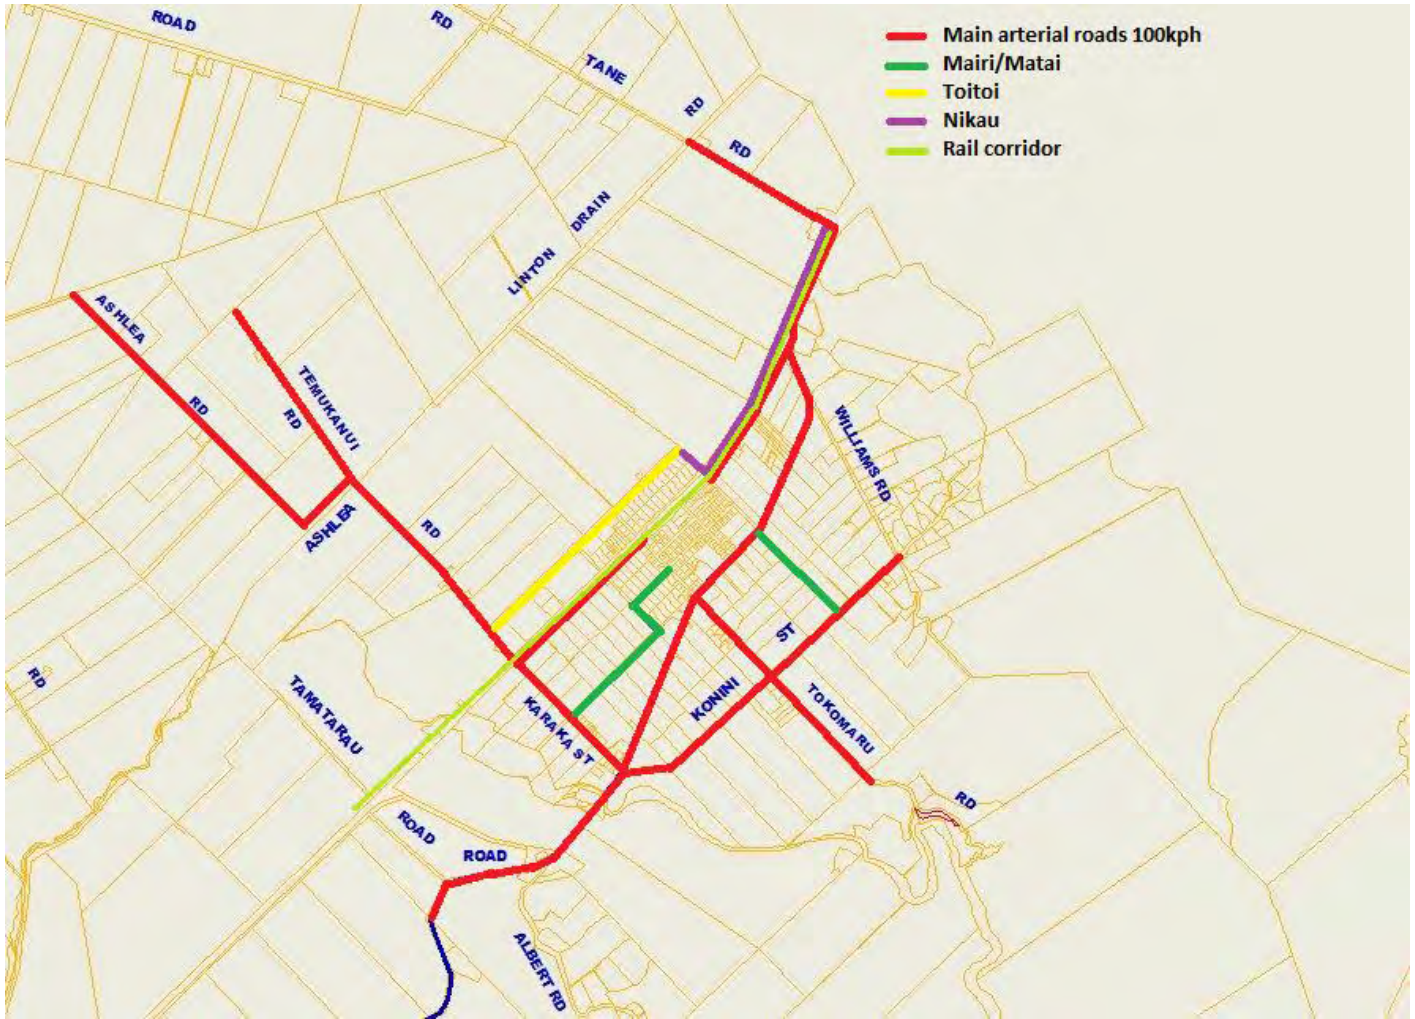 ROAD
RD
Main arterial roads 100kph
Mairi/Matai
Toitoi
Nikau
Rail corridor
TANE
RD
RD
DRAIN
LINTON
ASHLEA
RD
TEMUKANUI
RD
WILLIAMS RD
ASHLEA
RD
ST
KONINI
TOKOMARU
RD
TAMATARAU
KARAKA ST
RD
ROAD
ROAD
ALBERT RD